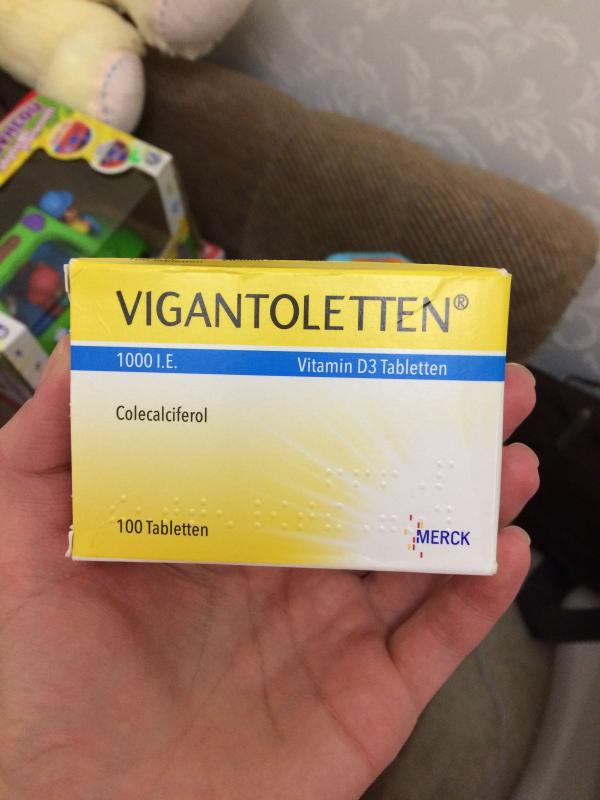 VIGANTOLETTEN®
1000 I.E. Vitamin D3 Tabletten
Colecalciferol
100 Tabletten
MERCK